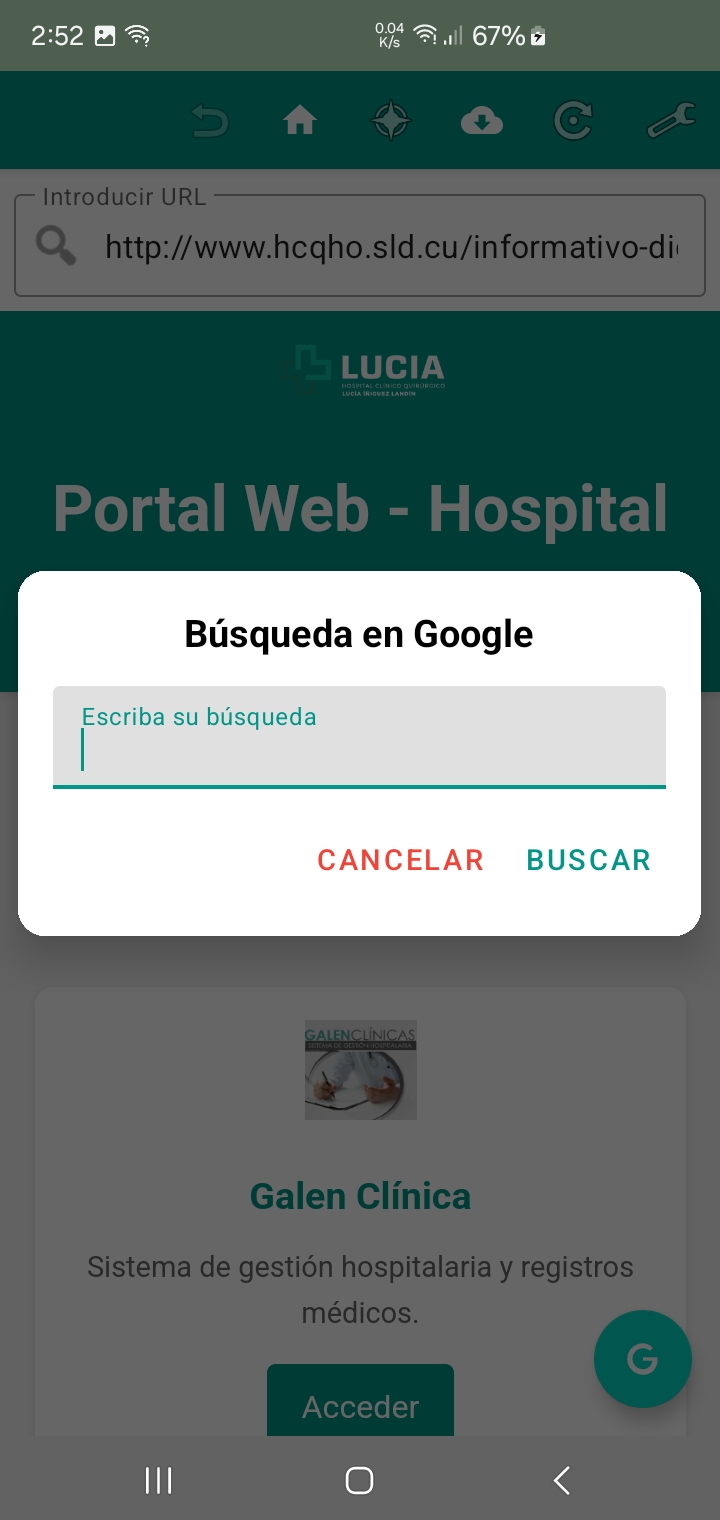 2:52
0.04
K/s
67%
Introducir URL
http://www.hcqho.sld.cu/informativo-di
LUCIA
HOSPITAL CLÍNICO QUIRÚRGICO
LUCÍA ÍÑIGUEZ LANDÍN
Portal Web - Hospital
Búsqueda en Google
Escriba su búsqueda
CANCELAR
BUSCAR
GALENCLÍNICAS
SISTEMA DE GESTIÓN HOSPITALARIA
Galen Clínica
Sistema de gestión hospitalaria y registros
médicos.
G
Acceder